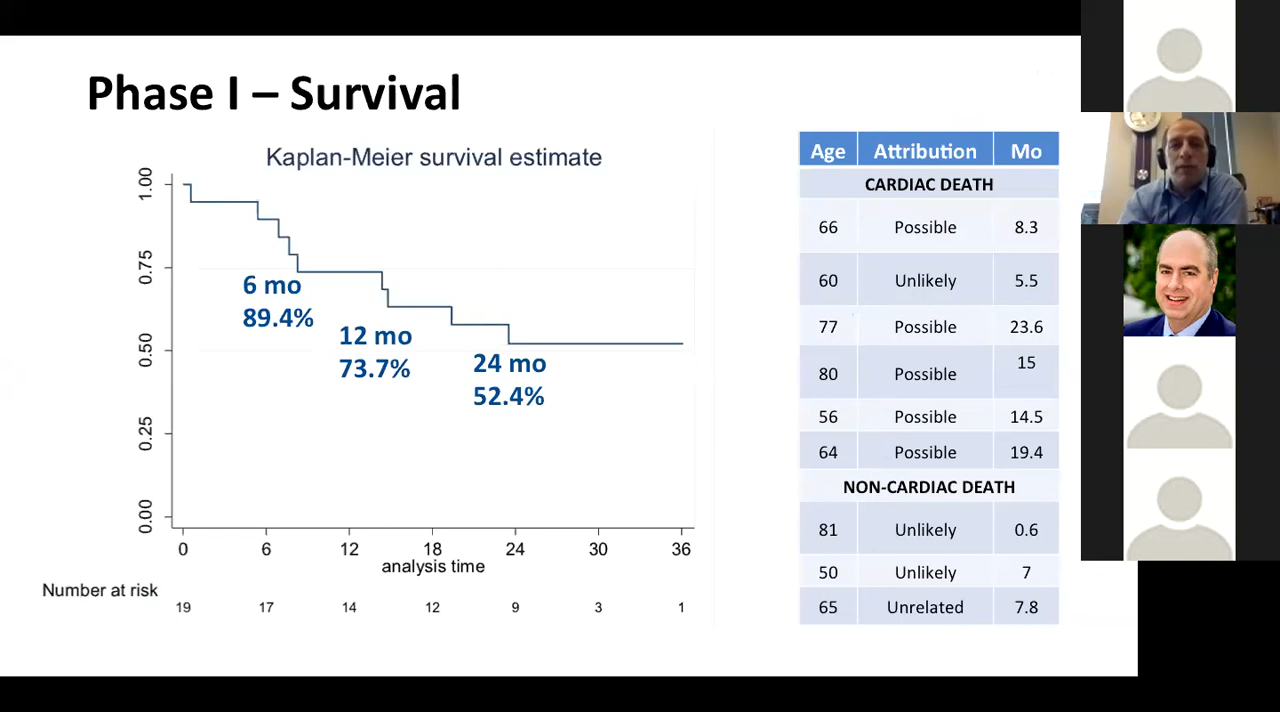 Phase I – Survival
Kaplan-Meier survival estimate
1.00
0.75
0.50
0.25
0.00
6 mo
89.4%
12 mo
73.7%
24 mo
52.4%
0 6 12 18 24 30 36
analysis time
Number at risk
19 17 14 12 9 3 1
Age Attribution Mo
CARDIAC DEATH
66 Possible 8.3
60 Unlikely 5.5
77 Possible 23.6
80 Possible 15
56 Possible 14.5
64 Possible 19.4
NON-CARDIAC DEATH
81 Unlikely 0.6
50 Unlikely 7
65 Unrelated 7.8